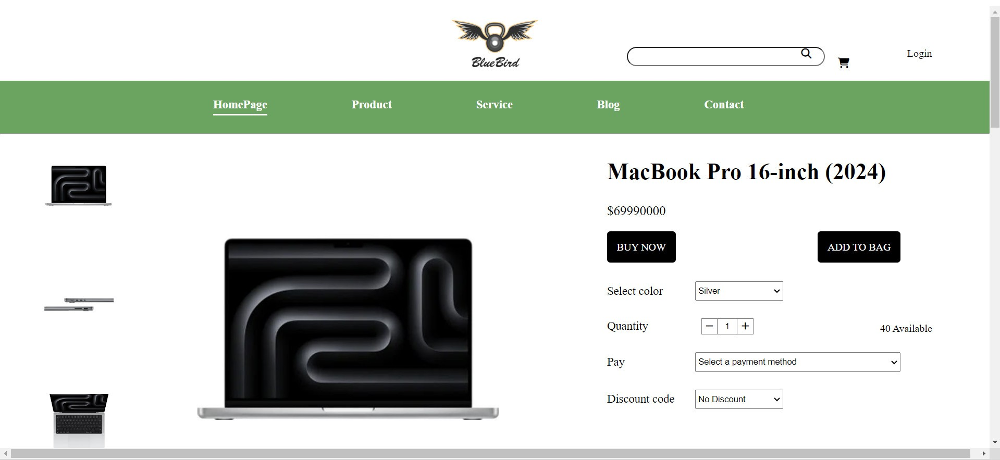 BlueBird
Login
HomePage Product Service Blog Contact
MacBook Pro 16-inch (2024)
$69990000
BUY NOW ADD TO BAG
Select color Silver
Quantity 1 40 Available
Pay Select a payment method
Discount code No Discount